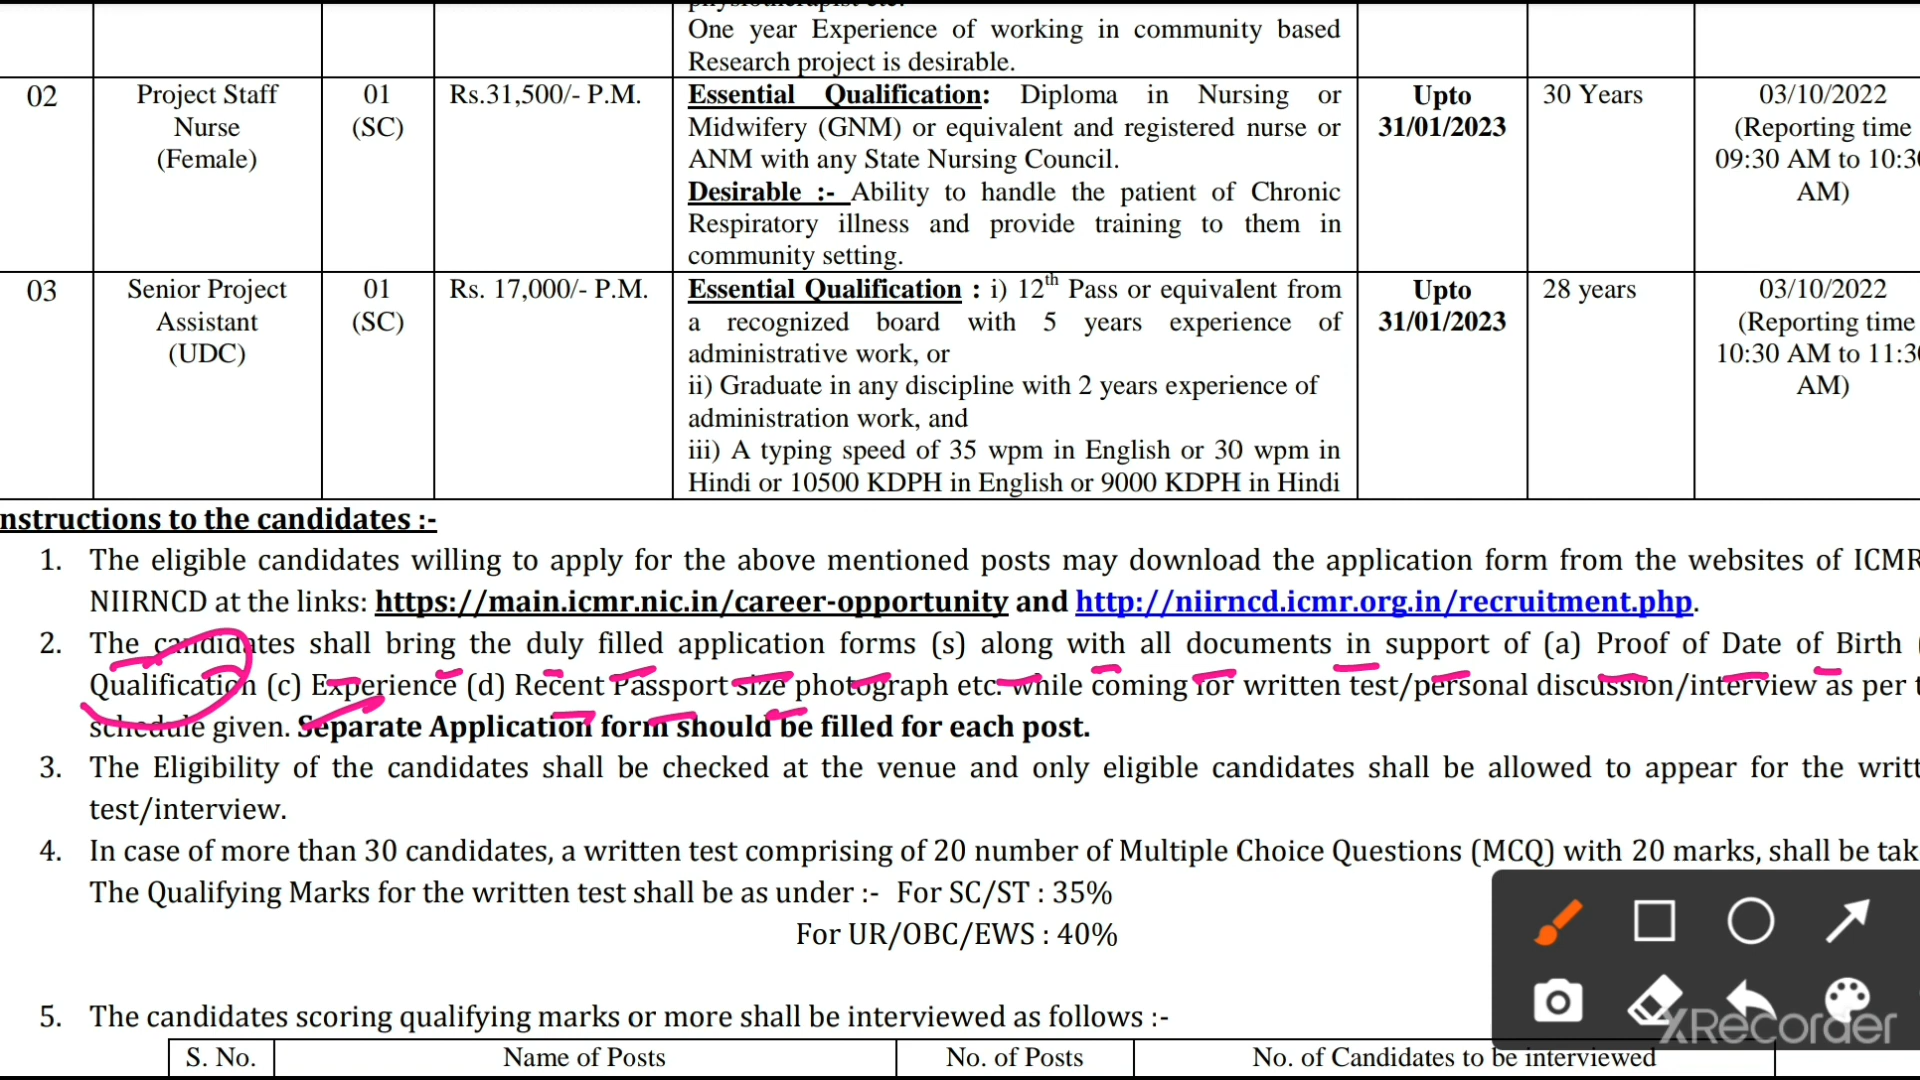 One year Experience of working in community based
Research project is desirable.
02
Project Staff
Nurse
(Female)
01
(SC)
Rs.31,500/- P.M.
Essential Qualification: Diploma in Nursing or
Midwifery (GNM) or equivalent and registered nurse or
ANM with any State Nursing Council.
Desirable :- Ability to handle the patient of Chronic
Respiratory illness and provide training to them in
community setting.
Upto
31/01/2023
30 Years
03/10/2022
(Reporting time
09:30 AM to
AM)
03
Senior Project
Assistant
(UDC)
01
(SC)
Rs. 17,000/- P.M.
Essential Qualification : i) 12th Pass or equivalent from
a recognized board with 5 years experience of
administrative work, or
ii) Graduate in any discipline with 2 years experience of
administration work, and
iii) A typing speed of 35 wpm in English or 30 wpm in
Hindi or 10500 KDPH in English or 9000 KDPH in Hindi
Upto
31/01/2023
28 years
03/10/2022
(Reporting time
10:30 AM to
AM)
nstructions to the candidates :-
1. The eligible candidates willing to apply for the above mentioned posts may download the application form from the websites of ICMR
NIIRNCD at the links: https://main.icmr.nic.in/career-opportunity and http://niirncd.icmr.org.in/recruitment.php.
2. The candidates shall bring the duly filled application forms (s) along with all documents in support of (a) Proof of Date of Birth
Qualification (c) Experience (d) Recent Passport size photograph etc. while coming for written test/personal discussion/interview as per
schedule given. Separate Application form should be filled for each post.
3. The Eligibility of the candidates shall be checked at the venue and only eligible candidates shall be allowed to appear for the
test/interview.
4. In case of more than 30 candidates, a written test comprising of 20 number of Multiple Choice Questions (MCQ) with 20 marks, shall be
The Qualifying Marks for the written test shall be as under :- For SC/ST : 35%
For UR/OBC/EWS : 40%
5. The candidates scoring qualifying marks or more shall be interviewed as follows :-
XRecorder
S. No.
Name of Posts
No. of Posts
No. of Candidates to be interviewed